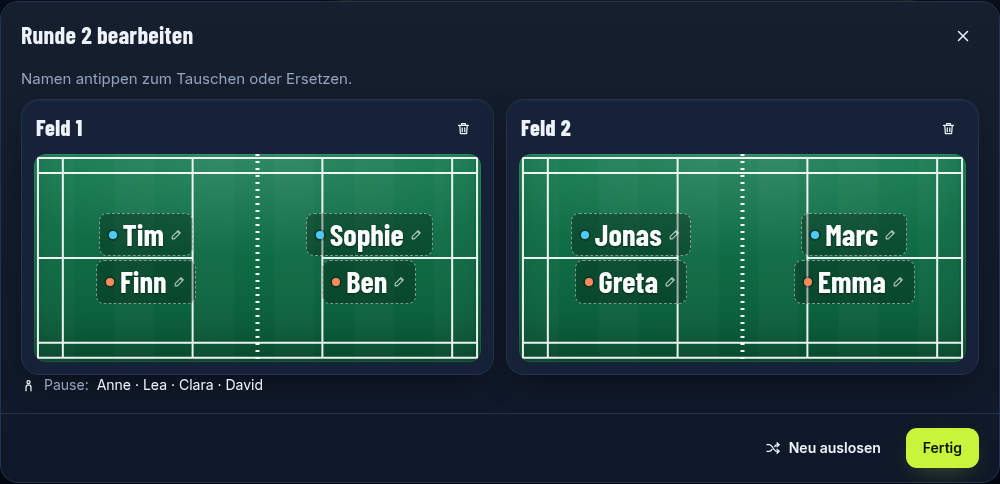 Runde 2 bearbeiten
Namen antippen zum Tauschen oder Ersetzen.
Feld 1
Tim
Sophie
Finn
Ben
Feld 2
Jonas
Marc
Greta
Emma
Pause: Anne · Lea · Clara · David
Neu auslosen
Fertig